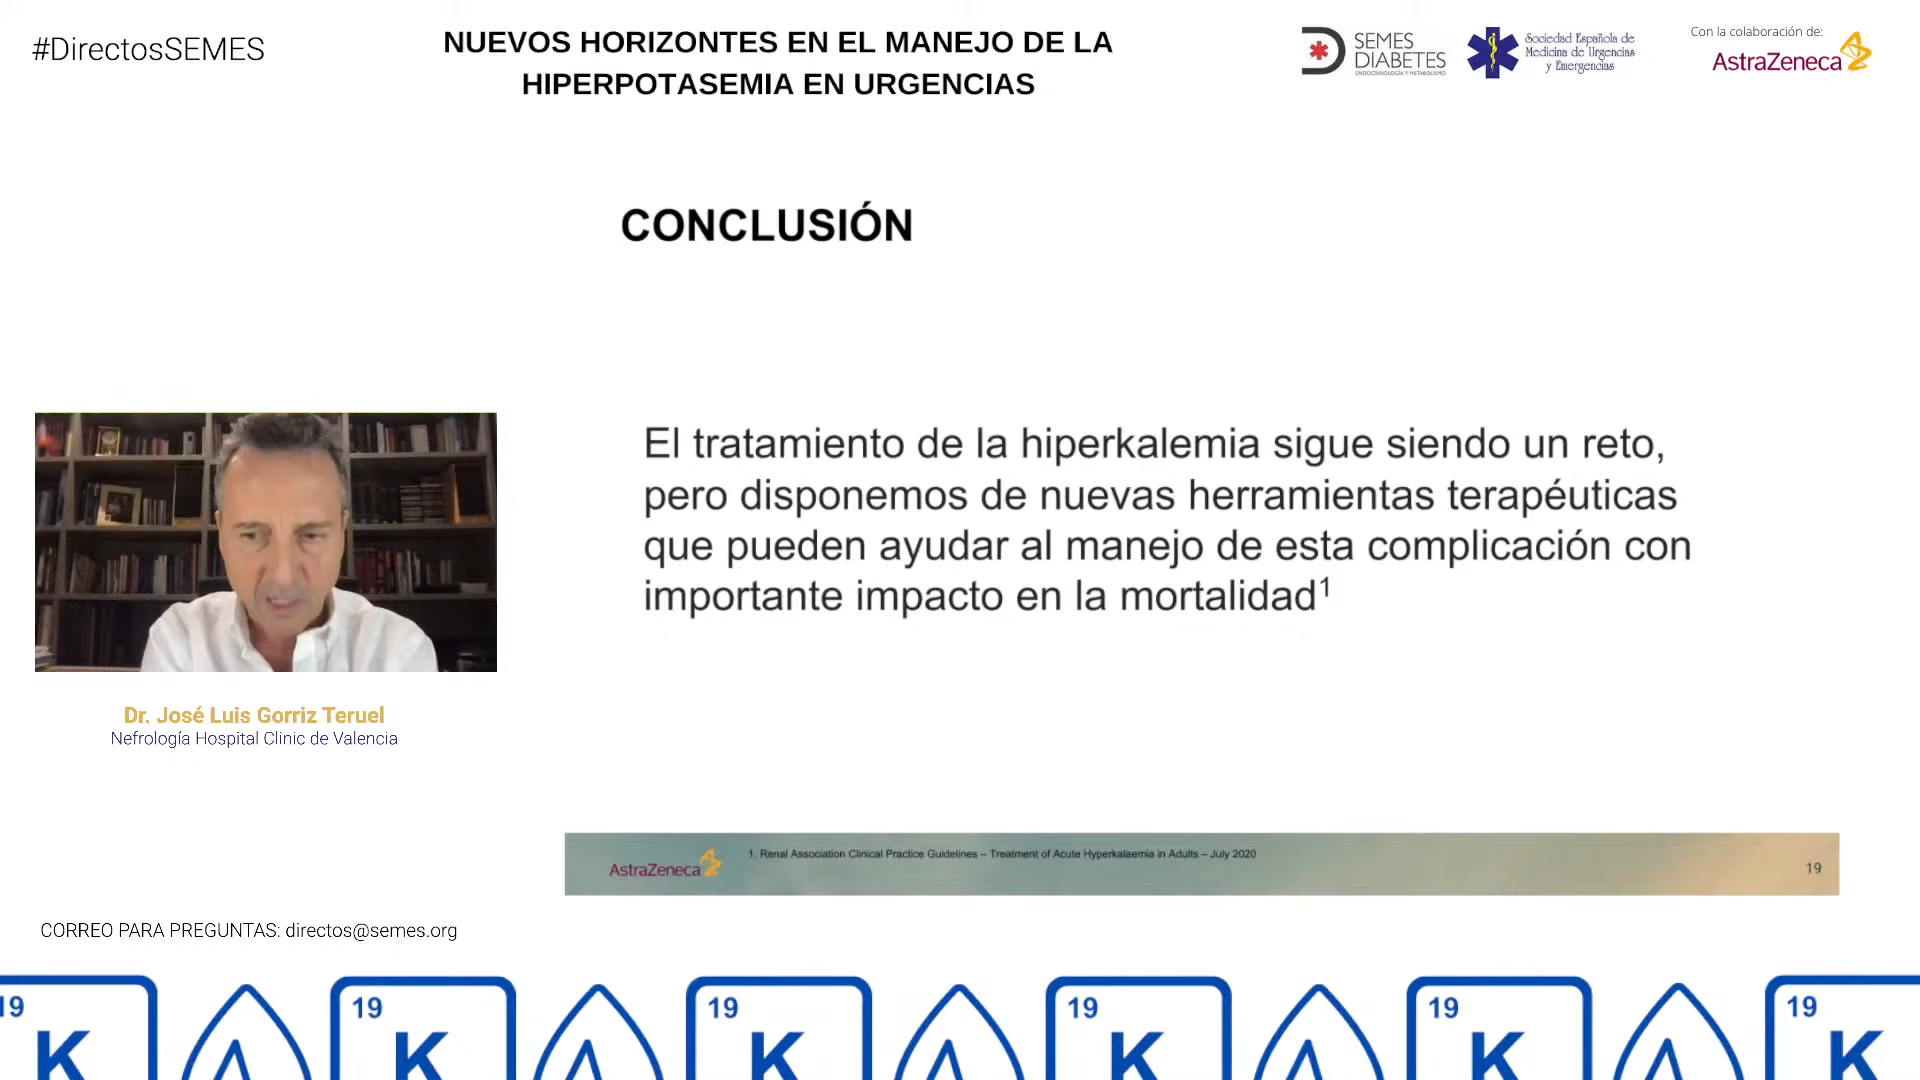 #DirectosSEMES
NUEVOS HORIZONTES EN EL MANEJO DE LA
HIPERPOTASEMIA EN URGENCIAS
SEMES
DIABETES
ENDOCRINOLOGÍA Y METABOLISMO
Sociedad Española de
Medicina de Urgencias
y Emergencias
Con la colaboración de:
AstraZeneca
CONCLUSIÓN
El tratamiento de la hiperkalemia sigue siendo un reto,
pero disponemos de nuevas herramientas terapéuticas
que pueden ayudar al manejo de esta complicación con
importante impacto en la mortalidad¹
Dr. José Luis Gorriz Teruel
Nefrología Hospital Clinic de Valencia
AstraZeneca
1. Renal Association Clinical Practice Guidelines – Treatment of Acute Hyperkalaemia in Adults – July 2020
19
CORREO PARA PREGUNTAS: directos@semes.org
19 19 19 19 19 19
K K K K K K